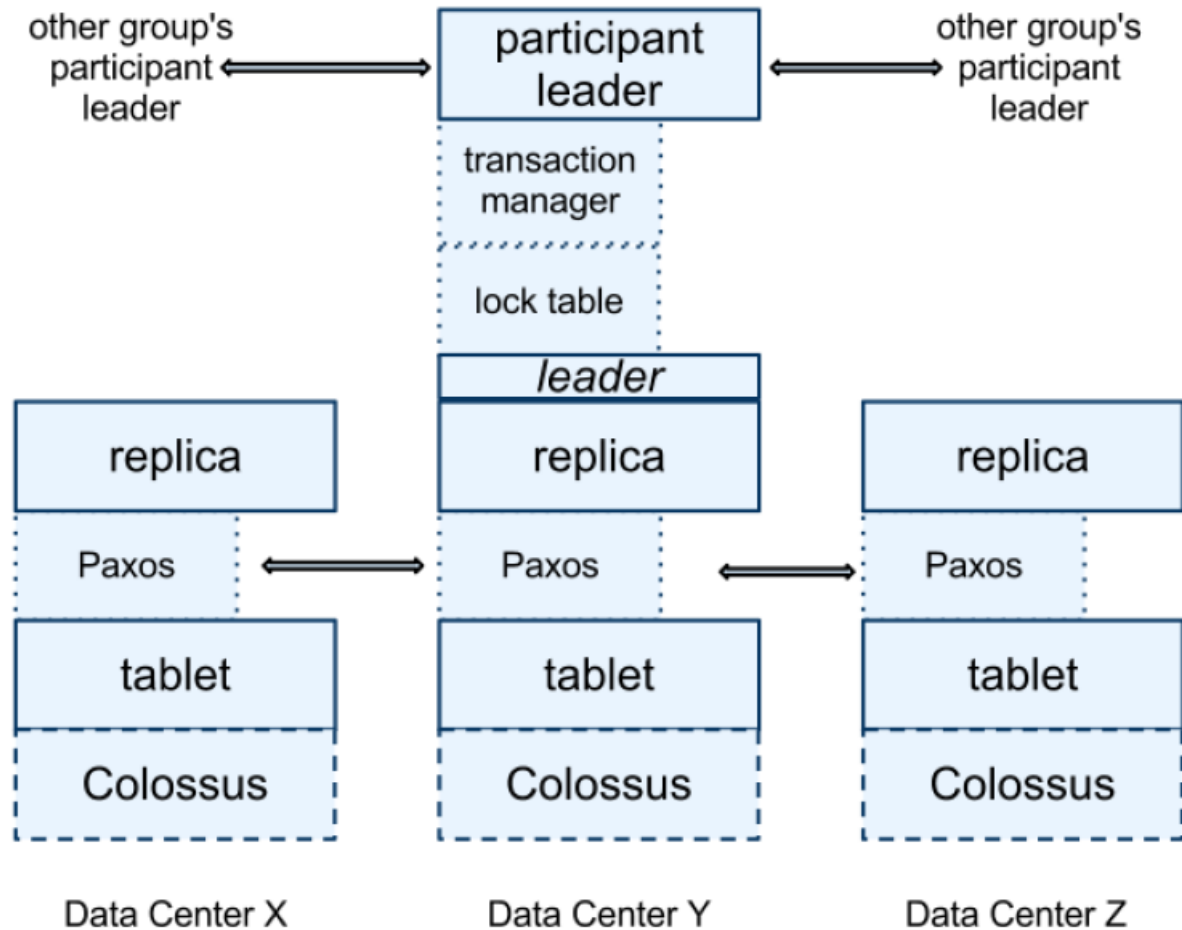 other group's
participant
leader
participant
leader
other group's
participant
leader
transaction
manager
lock table
leader
replica
replica
replica
Paxos
Paxos
Paxos
tablet
tablet
tablet
Colossus
Colossus
Colossus
Data Center X
Data Center Y
Data Center Z